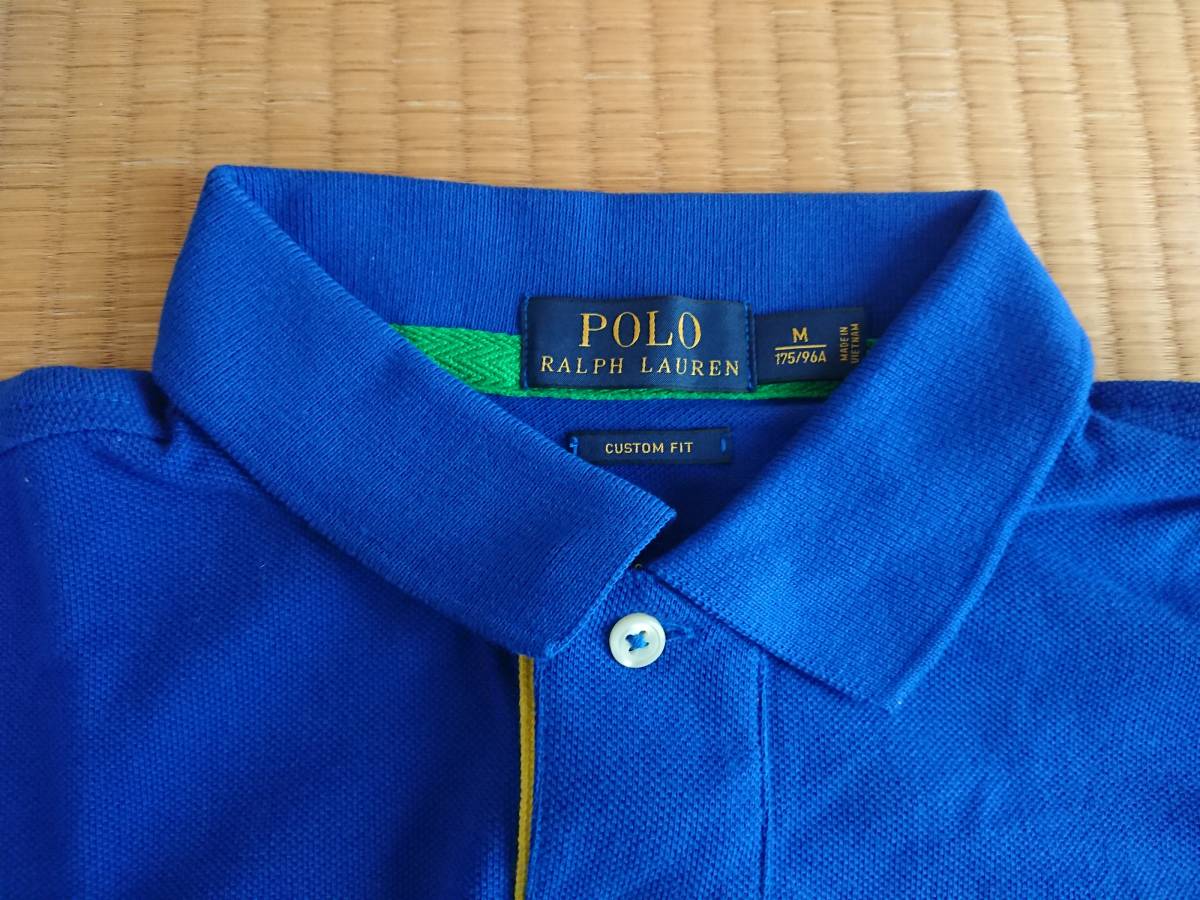 POLO
RALPH LAUREN
M
175/96A
MADE IN
VIETNAM
CUSTOM FIT